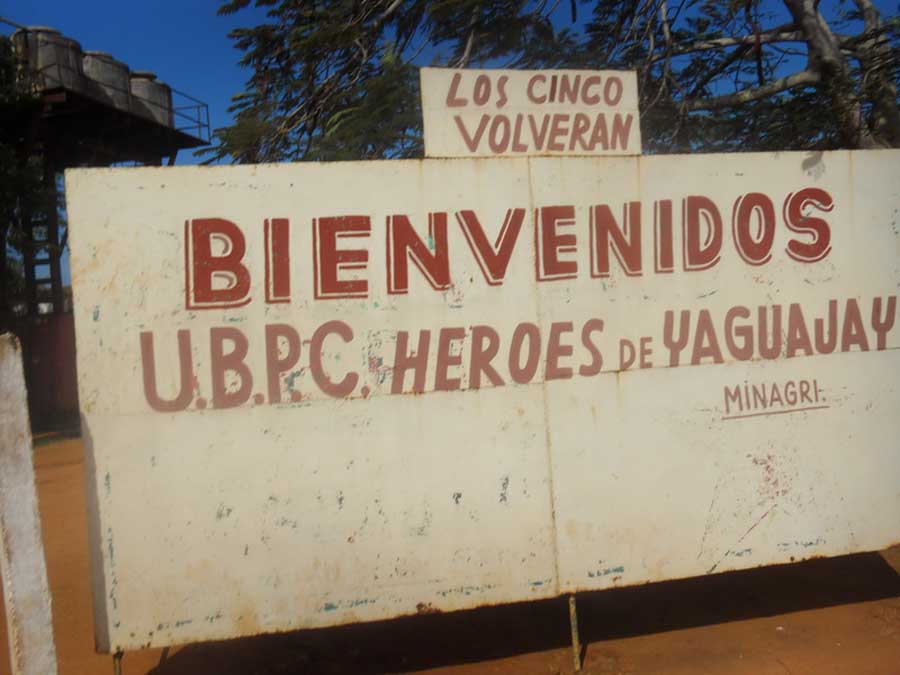 LOS CINCO
VOLVERAN
BIENVENIDOS
U.B.P.C. HEROES DE YAGUAJAY
MINAGRI.